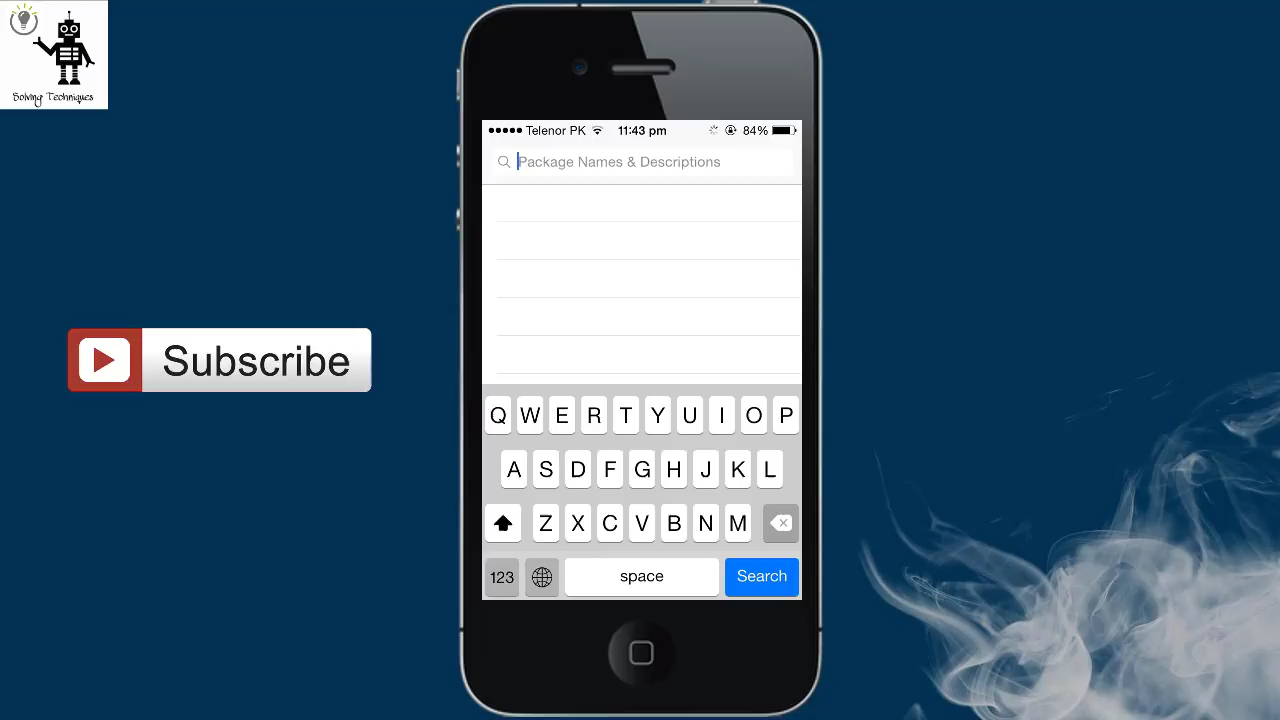 Solving Techniques
Telenor PK 11:43 pm 84%
Package Names & Descriptions
Subscribe
Q W E R T Y U I O P
A S D F G H J K L
Z X C V B N M
123 space Search